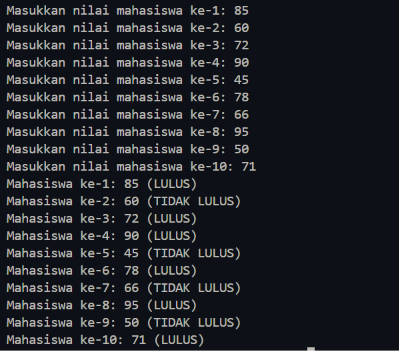 Masukkan nilai mahasiswa ke-1: 85
Masukkan nilai mahasiswa ke-2: 60
Masukkan nilai mahasiswa ke-3: 72
Masukkan nilai mahasiswa ke-4: 90
Masukkan nilai mahasiswa ke-5: 45
Masukkan nilai mahasiswa ke-6: 78
Masukkan nilai mahasiswa ke-7: 66
Masukkan nilai mahasiswa ke-8: 95
Masukkan nilai mahasiswa ke-9: 50
Masukkan nilai mahasiswa ke-10: 71
Mahasiswa ke-1: 85 (LULUS)
Mahasiswa ke-2: 60 (TIDAK LULUS)
Mahasiswa ke-3: 72 (LULUS)
Mahasiswa ke-4: 90 (LULUS)
Mahasiswa ke-5: 45 (TIDAK LULUS)
Mahasiswa ke-6: 78 (LULUS)
Mahasiswa ke-7: 66 (TIDAK LULUS)
Mahasiswa ke-8: 95 (LULUS)
Mahasiswa ke-9: 50 (TIDAK LULUS)
Mahasiswa ke-10: 71 (LULUS)